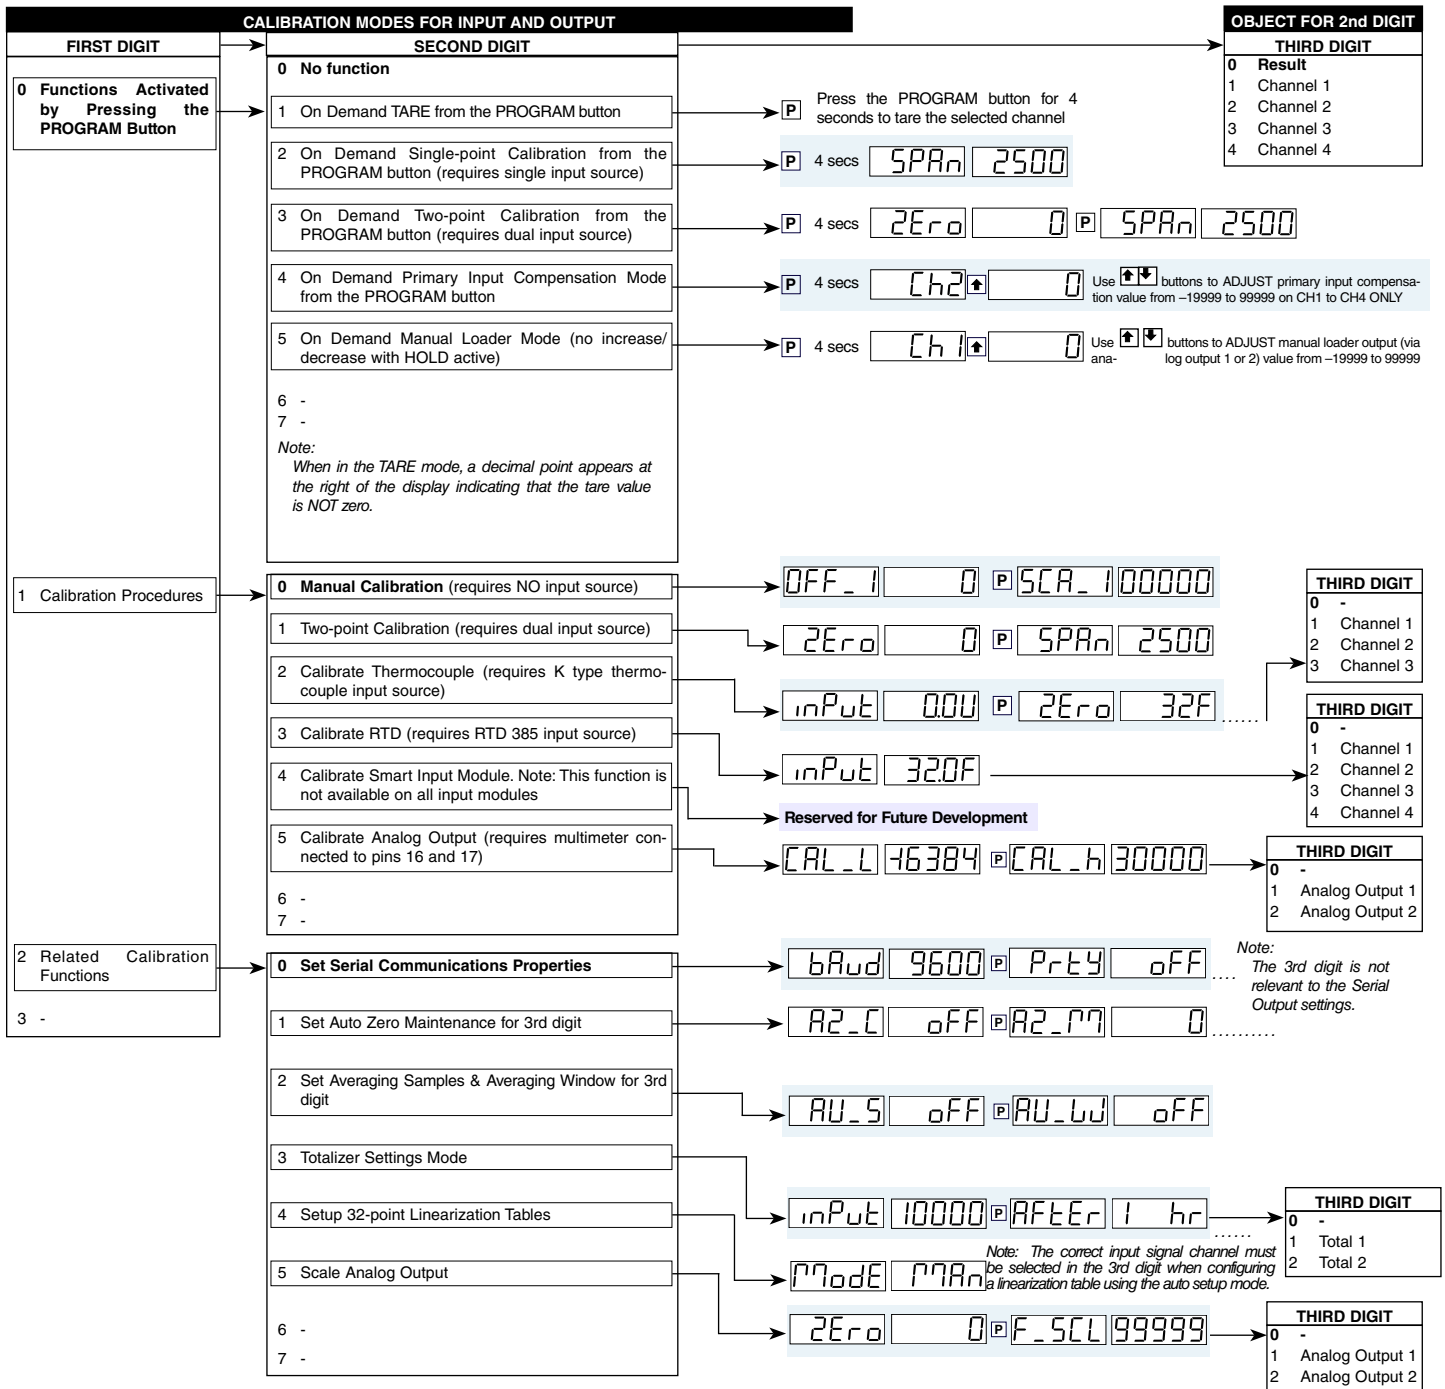 CALIBRATION MODES FOR INPUT AND OUTPUT
OBJECT FOR 2nd DIGIT
FIRST DIGIT
SECOND DIGIT
THIRD DIGIT
0 Result
1 Channel 1
2 Channel 2
3 Channel 3
4 Channel 4
0 Functions Activated
by Pressing the
PROGRAM Button
0 No function
1 On Demand TARE from the PROGRAM button
P Press the PROGRAM button for 4
seconds to tare the selected channel
2 On Demand Single-point Calibration from the
PROGRAM button (requires single input source)
P 4 secs SPAn 2500
3 On Demand Two-point Calibration from the
PROGRAM button (requires dual input source)
P 4 secs ZEro 0 P SPAn 2500
4 On Demand Primary Input Compensation Mode
from the PROGRAM button
P 4 secs Ch2 0 Use buttons to ADJUST primary input compensa-
tion value from –19999 to 99999 on CH1 to CH4 ONLY
5 On Demand Manual Loader Mode (no increase/
decrease with HOLD active)
P 4 secs Ch1 0 Use buttons to ADJUST manual loader output (via
ana- log output 1 or 2) value from –19999 to 99999
6 -
7 -
Note:
When in the TARE mode, a decimal point appears at
the right of the display indicating that the tare value
is NOT zero.
1 Calibration Procedures
0 Manual Calibration (requires NO input source)
OFF_1 0 P SCA_1 00000
1 Two-point Calibration (requires dual input source)
ZEro 0 P SPAn 2500
2 Calibrate Thermocouple (requires K type thermo-
couple input source)
inPut 0.0U P ZEro 32F ......
THIRD DIGIT
0 -
1 Channel 1
2 Channel 2
3 Channel 3
3 Calibrate RTD (requires RTD 385 input source)
inPut 32.0F
THIRD DIGIT
0 -
1 Channel 1
2 Channel 2
3 Channel 3
4 Channel 4
4 Calibrate Smart Input Module. Note: This function is
not available on all input modules
Reserved for Future Development
5 Calibrate Analog Output (requires multimeter con-
nected to pins 16 and 17)
CAL_L -16384 P CAL_h 30000
THIRD DIGIT
0 -
1 Analog Output 1
2 Analog Output 2
6 -
7 -
2 Related Calibration
Functions
3 -
0 Set Serial Communications Properties
bAud 9600 P PrtY oFF ....
Note:
The 3rd digit is not
relevant to the Serial
Output settings.
1 Set Auto Zero Maintenance for 3rd digit
AZ_C oFF P AZ_M 0 ..........
2 Set Averaging Samples & Averaging Window for 3rd
digit
AV_S oFF P AV_W oFF
3 Totalizer Settings Mode
inPut 10000 P AFtEr 1 hr ......
THIRD DIGIT
0 -
1 Total 1
2 Total 2
4 Setup 32-point Linearization Tables
ModE MAn
Note: The correct input signal channel must
be selected in the 3rd digit when configuring
a linearization table using the auto setup mode.
5 Scale Analog Output
ZEro 0 P F_SCL 99999
THIRD DIGIT
0 -
1 Analog Output 1
2 Analog Output 2
6 -
7 -